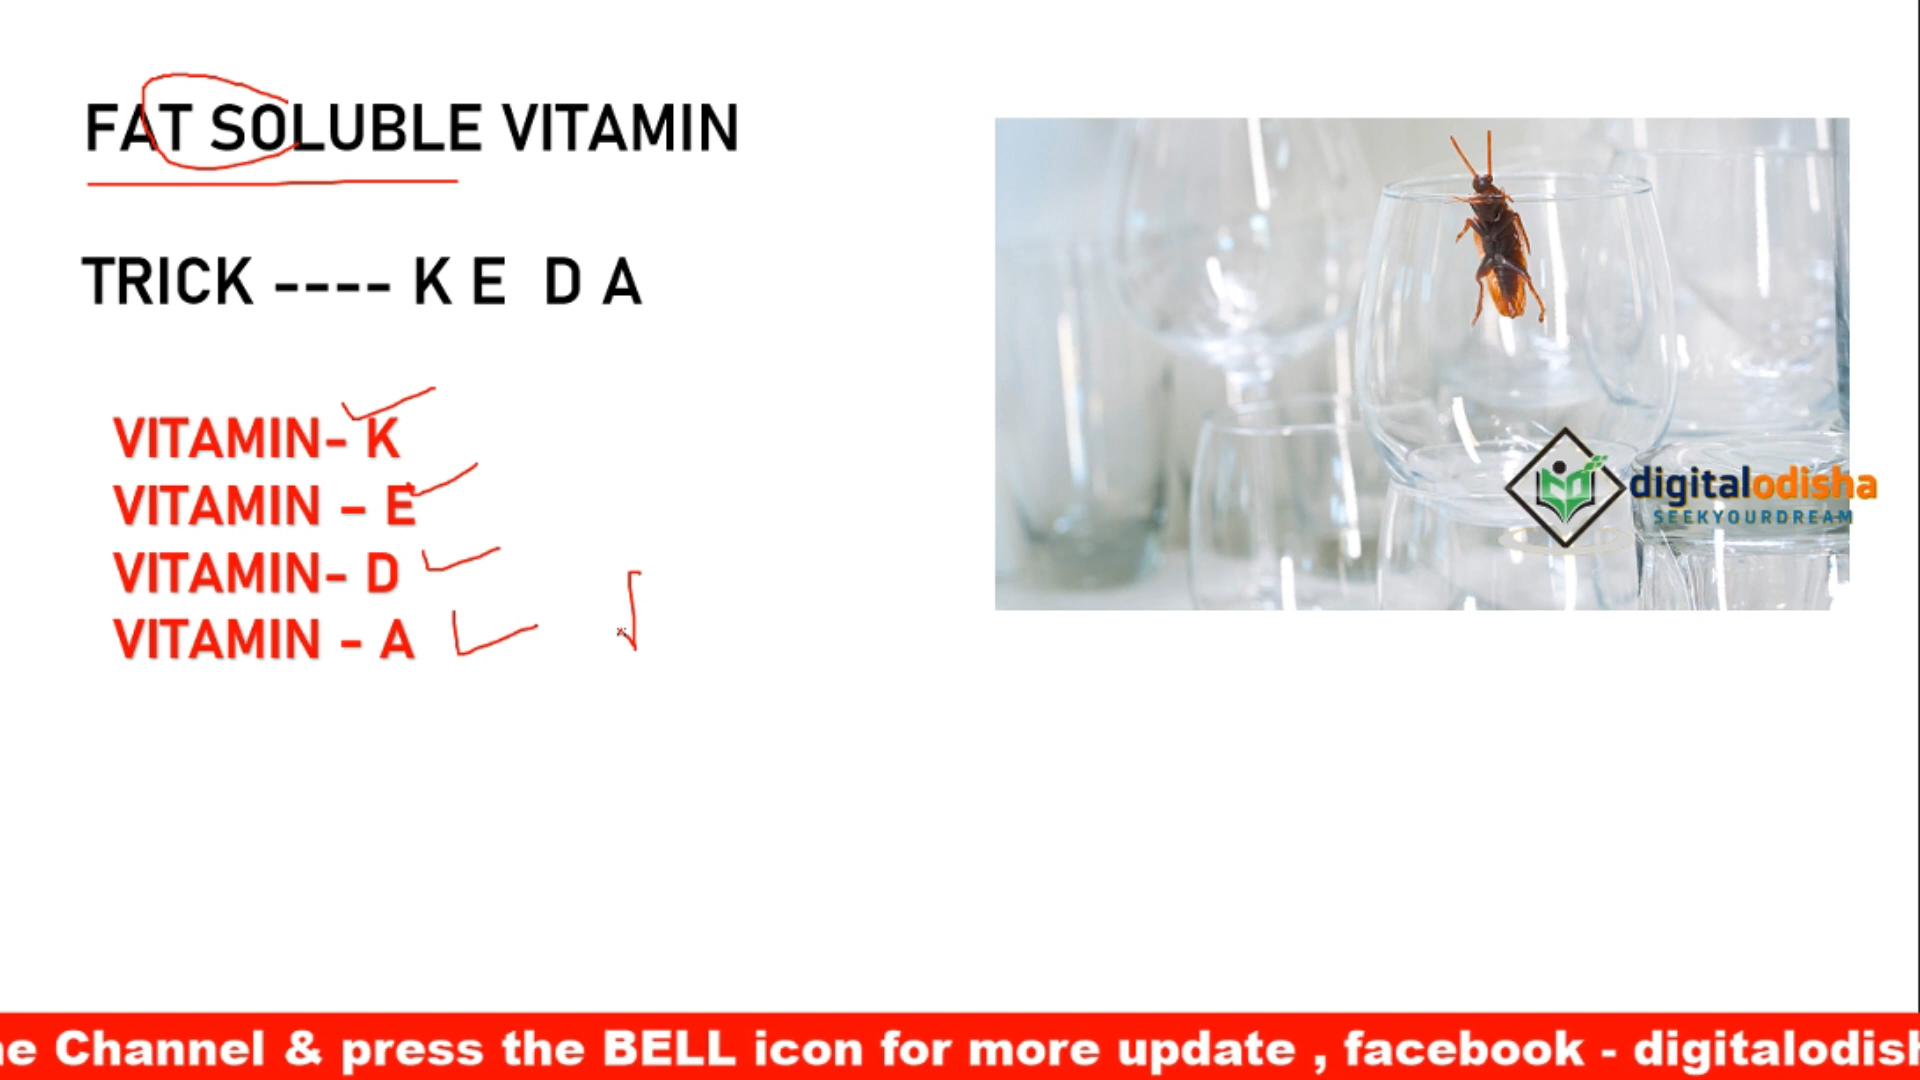 FAT SOLUBLE VITAMIN
TRICK ---- K E D A
VITAMIN- K
VITAMIN - E
VITAMIN- D
VITAMIN - A
digitalodisha
SEEKYOURDREAM
he Channel & press the BELL icon for more update , facebook - digitalodish